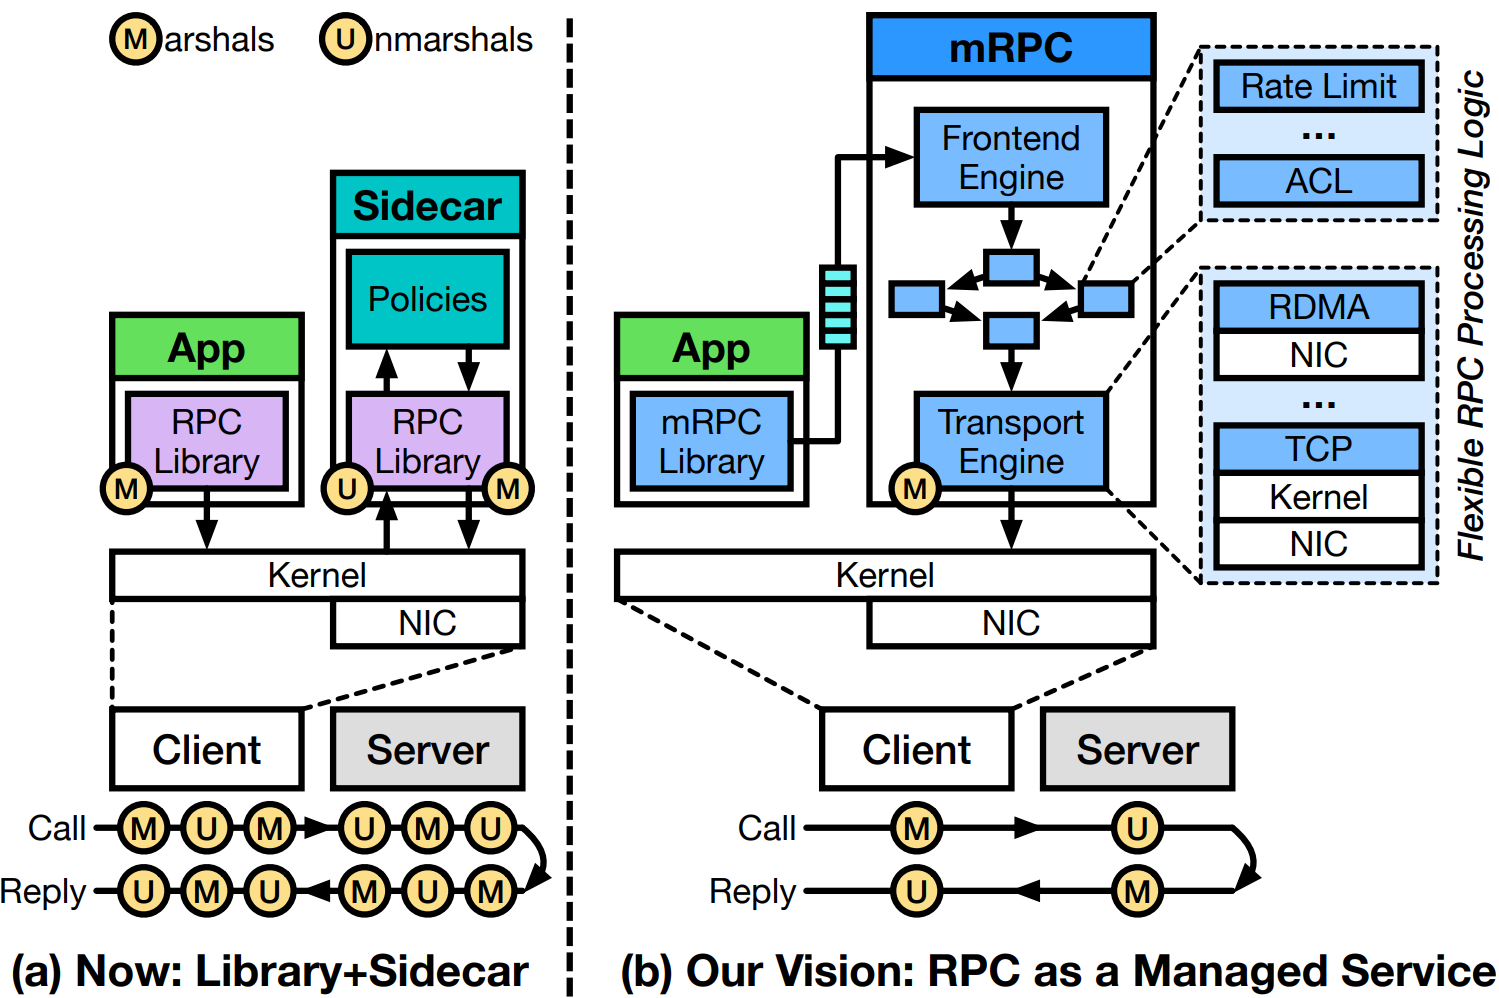 Marshals
Unmarshals
Sidecar
Policies
App
RPC
Library
M
RPC
Library
U
M
Kernel
NIC
Client
Server
Call
M
U
M
U
M
U
Reply
U
M
U
M
U
M
(a) Now: Library+Sidecar
mRPC
Frontend
Engine
App
mRPC
Library
Transport
Engine
M
Kernel
NIC
Rate Limit
...
ACL
RDMA
NIC
...
TCP
Kernel
NIC
Flexible RPC Processing Logic
Client
Server
Call
M
U
Reply
U
M
(b) Our Vision: RPC as a Managed Service